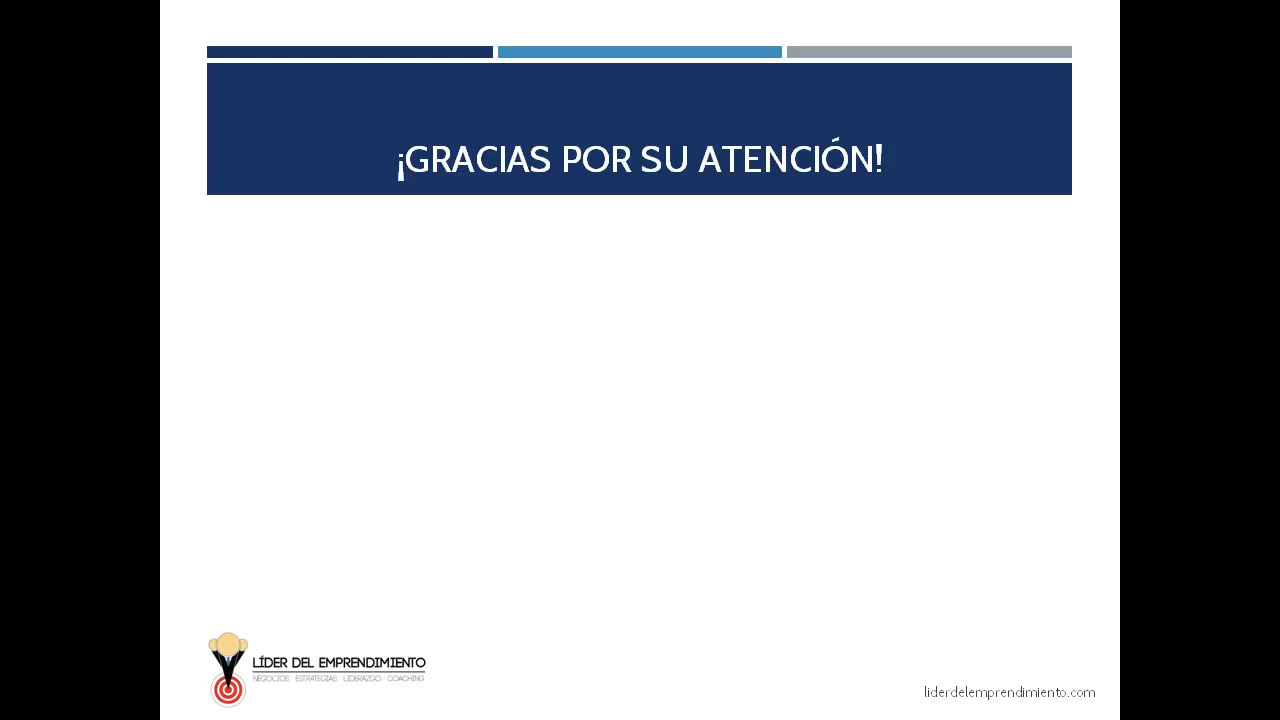 ¡GRACIAS POR SU ATENCIÓN!
LÍDER DEL EMPRENDIMIENTO
NEGOCIOS · ESTRATEGIAS · LIDERAZGO · COACHING
liderdelemprendimiento.com